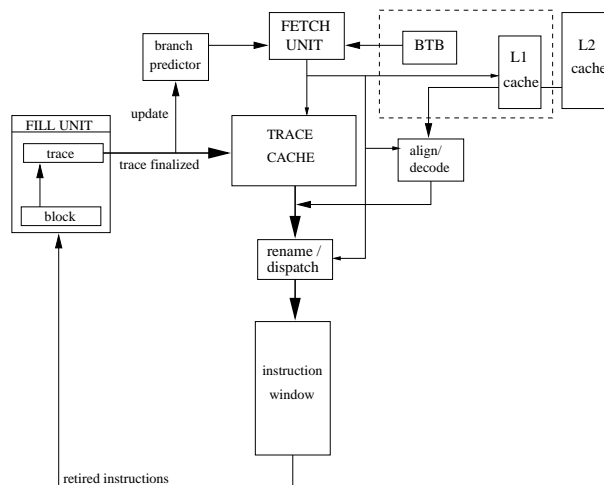 FETCH
UNIT
branch
predictor
BTB
L1
cache
L2
cache
update
FILL UNIT
trace
trace finalized
block
TRACE
CACHE
align/
decode
rename /
dispatch
instruction
window
retired instructions